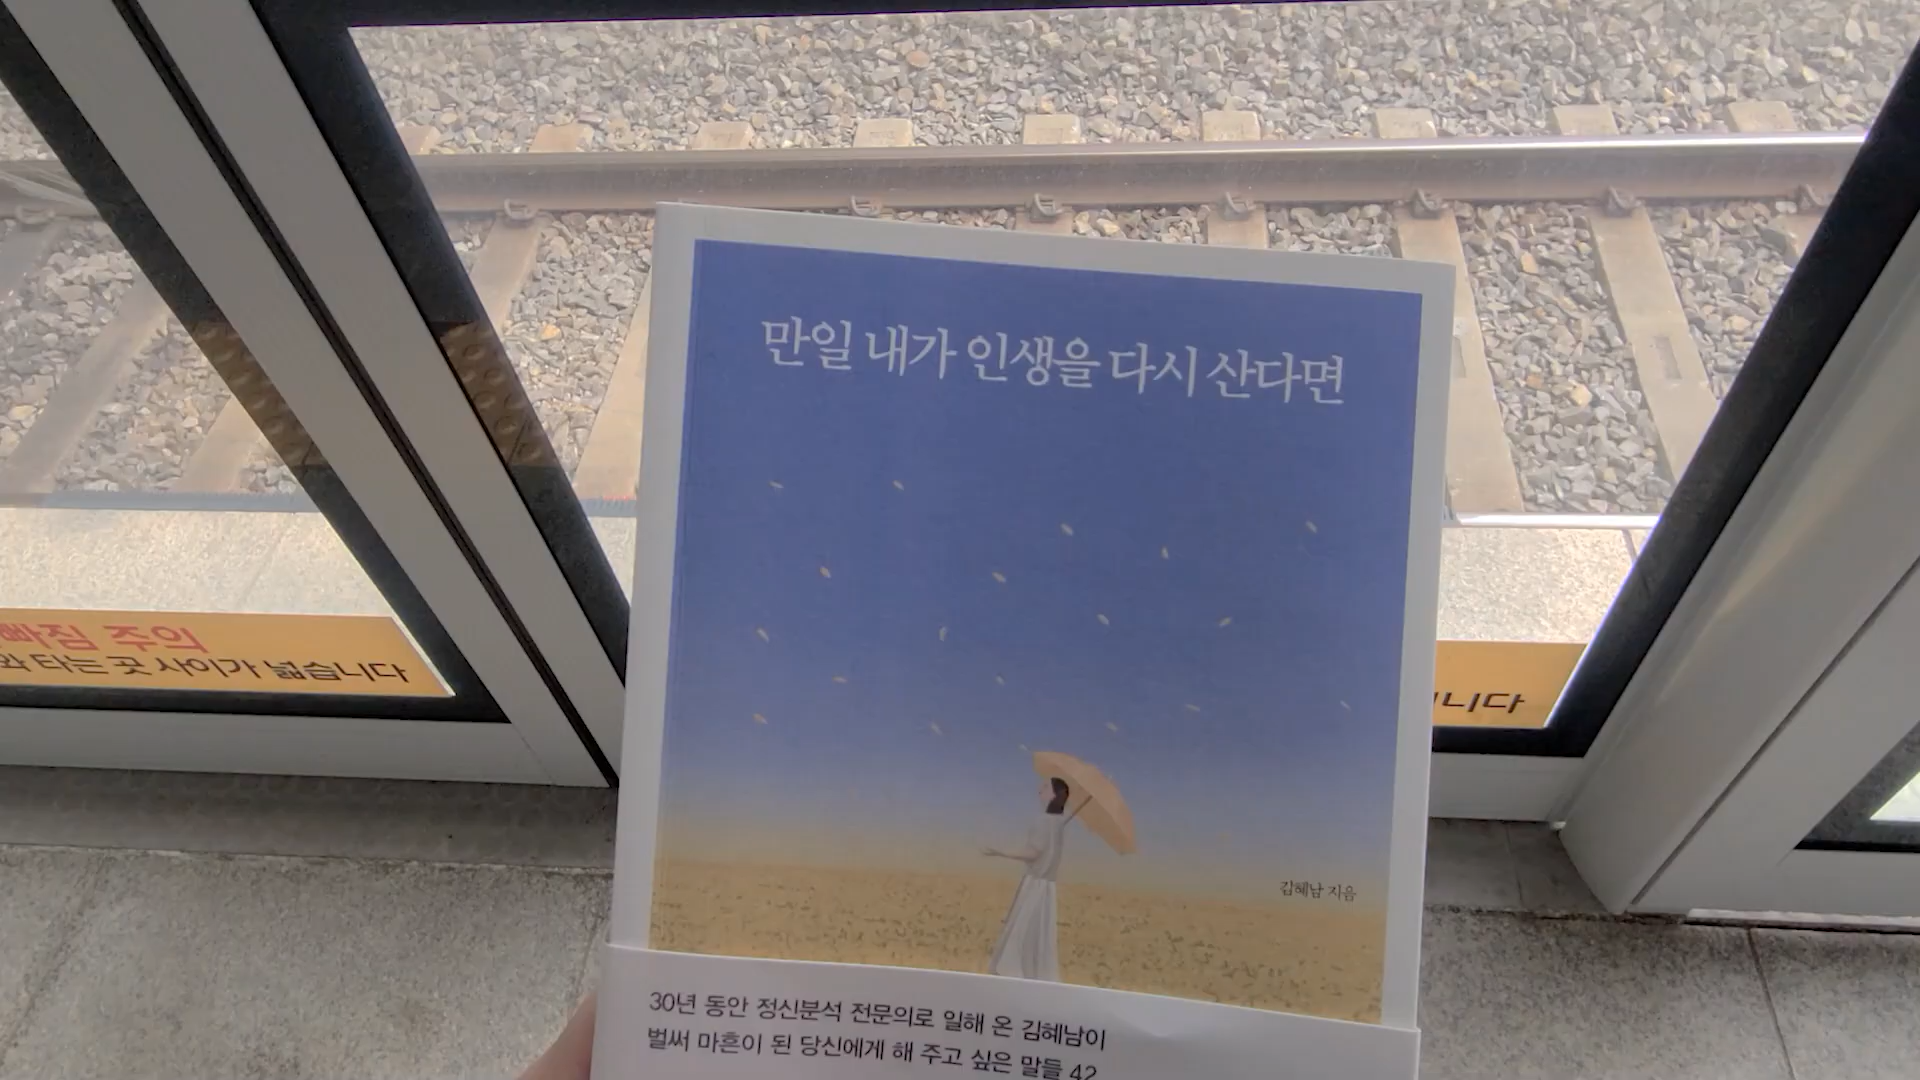 만일 내가 인생을 다시 산다면
김혜남 지음
30년 동안 정신분석 전문의로 일해 온 김혜남이
벌써 마흔이 된 당신에게 해 주고 싶은 말들 42
빠짐 주의
와 타는 곳 사이가 넓습니다
니다